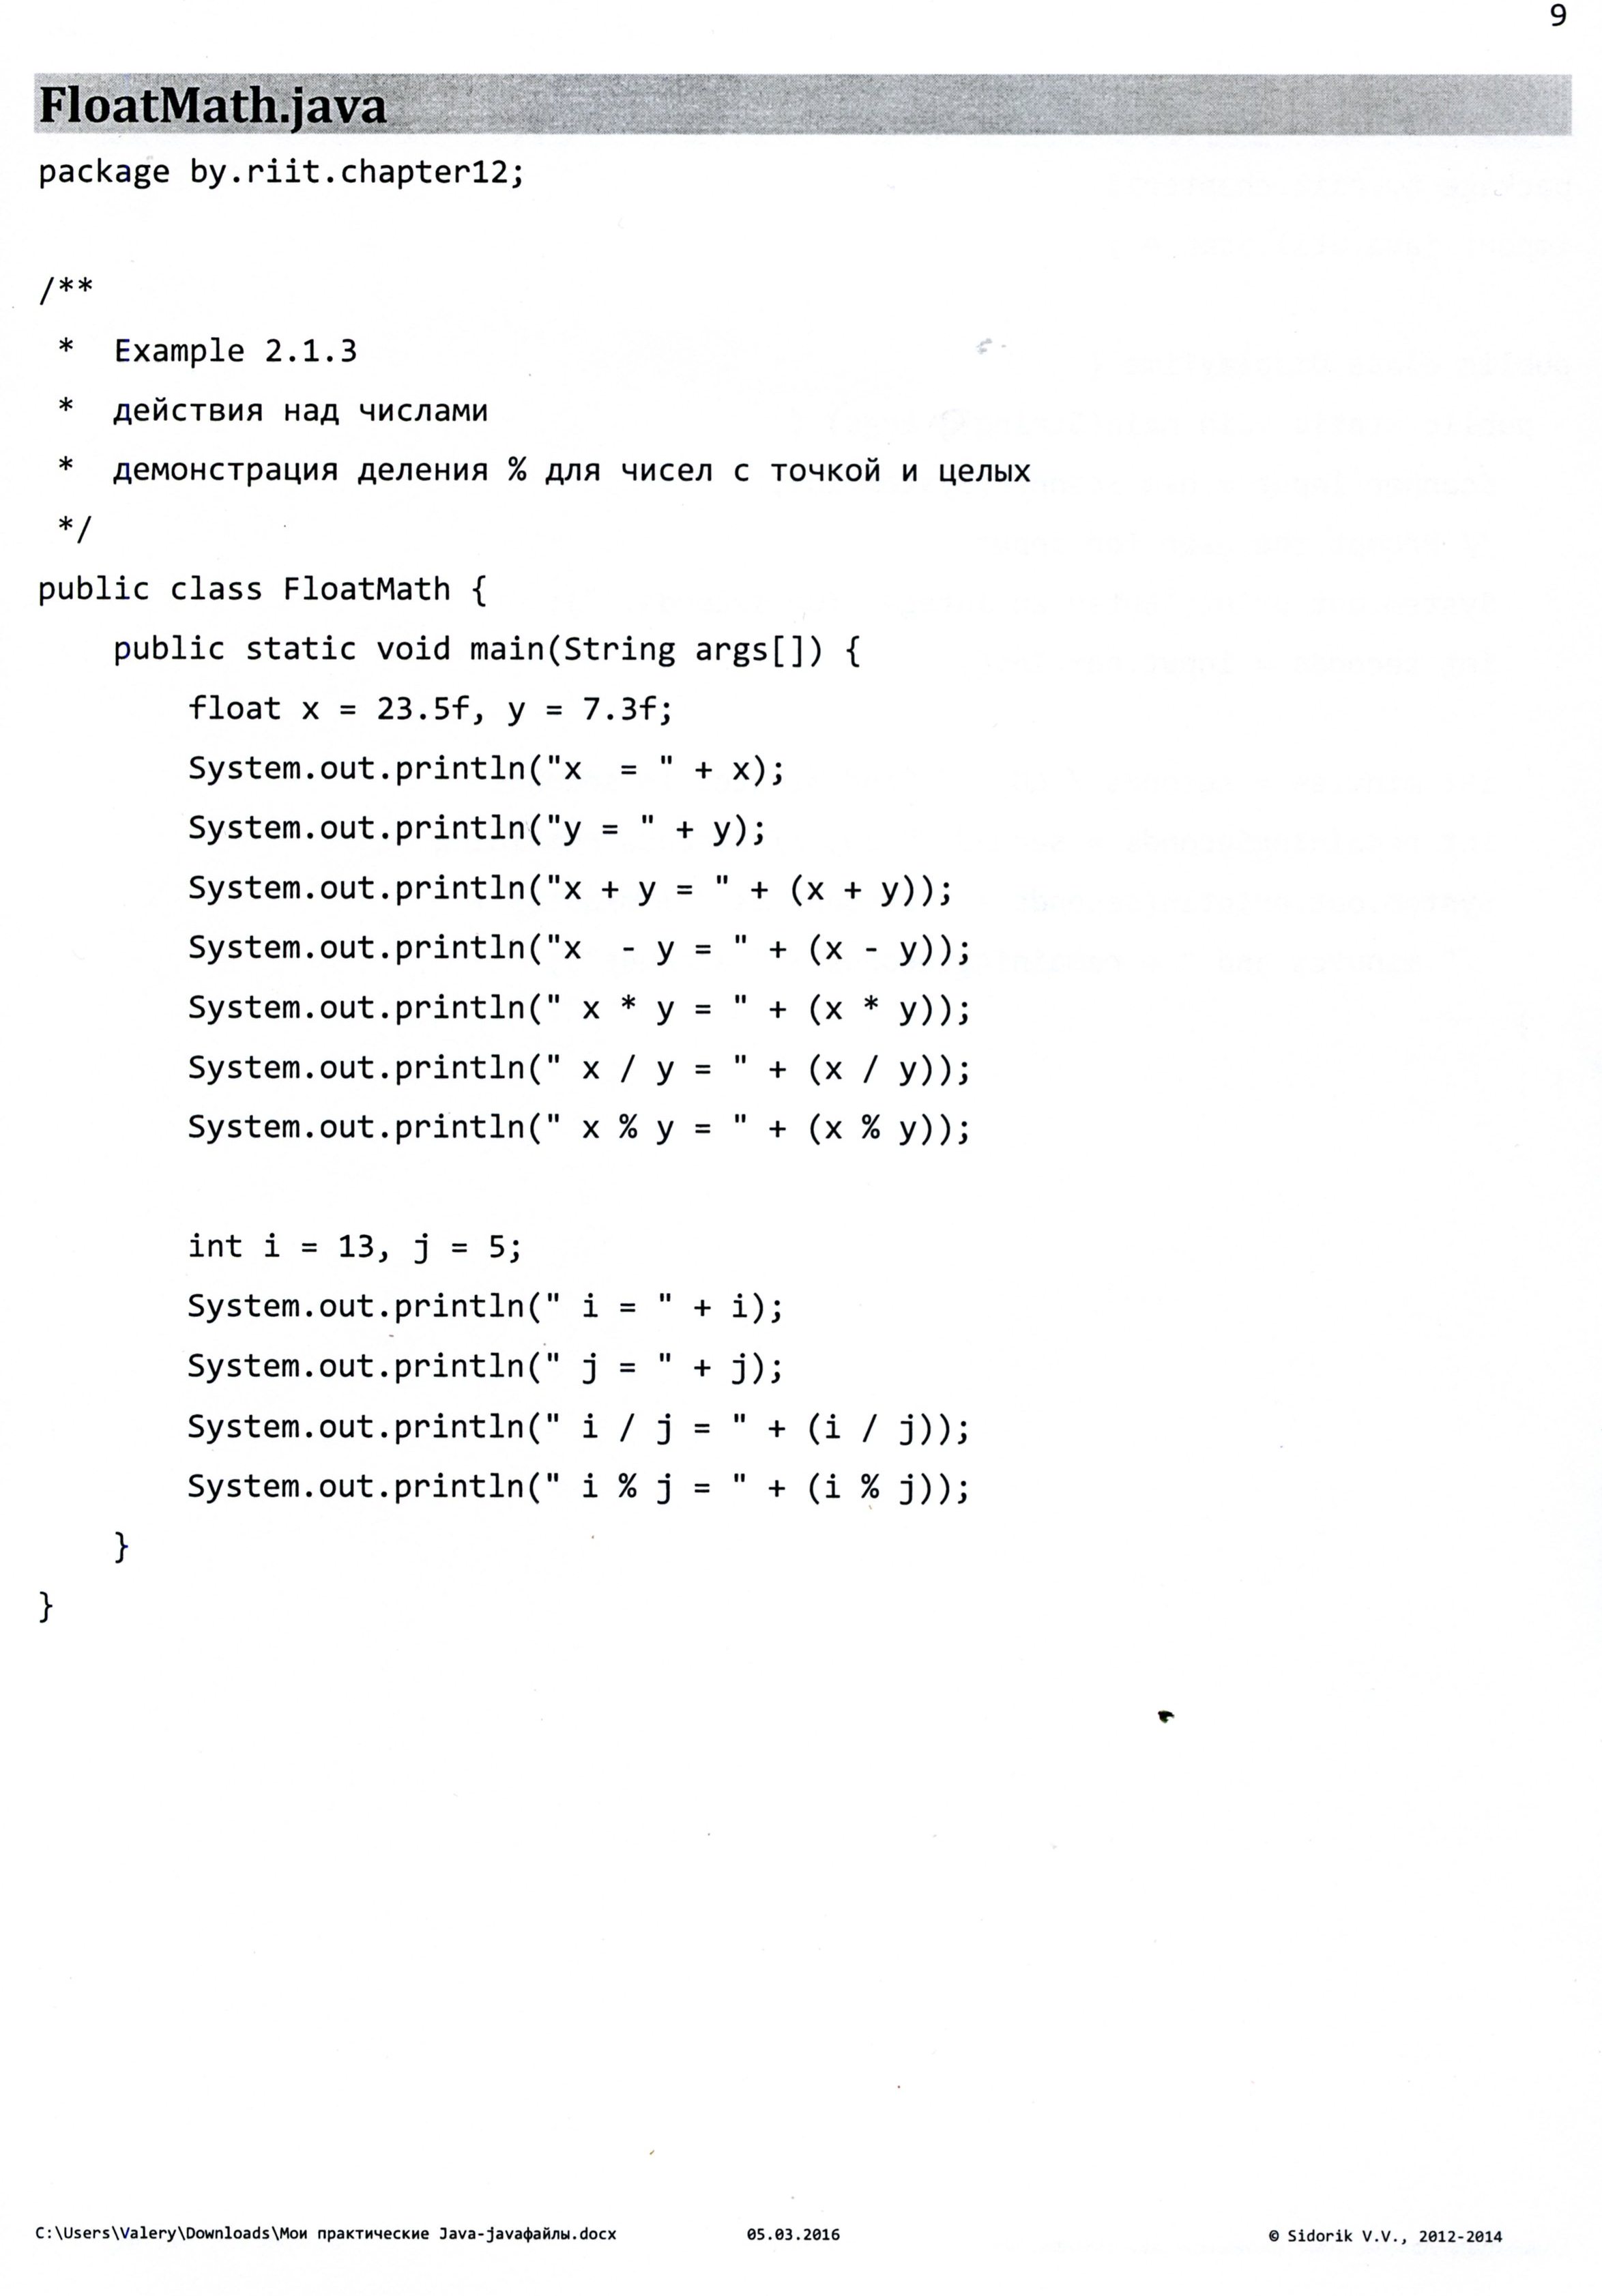 9
FloatMath.java
package by.riit.chapter12;
/**
 *  Example 2.1.3
 *  действия над числами
 *  демонстрация деления % для чисел с точкой и целых
 */
public class FloatMath {
    public static void main(String args[]) {
        float x = 23.5f, y = 7.3f;
        System.out.println("x  = " + x);
        System.out.println("y = " + y);
        System.out.println("x + y = " + (x + y));
        System.out.println("x  - y = " + (x - y));
        System.out.println(" x * y = " + (x * y));
        System.out.println(" x / y = " + (x / y));
        System.out.println(" x % y = " + (x % y));
        int i = 13, j = 5;
        System.out.println(" i = " + i);
        System.out.println(" j = " + j);
        System.out.println(" i / j = " + (i / j));
        System.out.println(" i % j = " + (i % j));
    }
}
C:\Users\Valery\Downloads\Мои практические Java-javaфайлы.docx 05.03.2016 © Sidorik V.V., 2012-2014